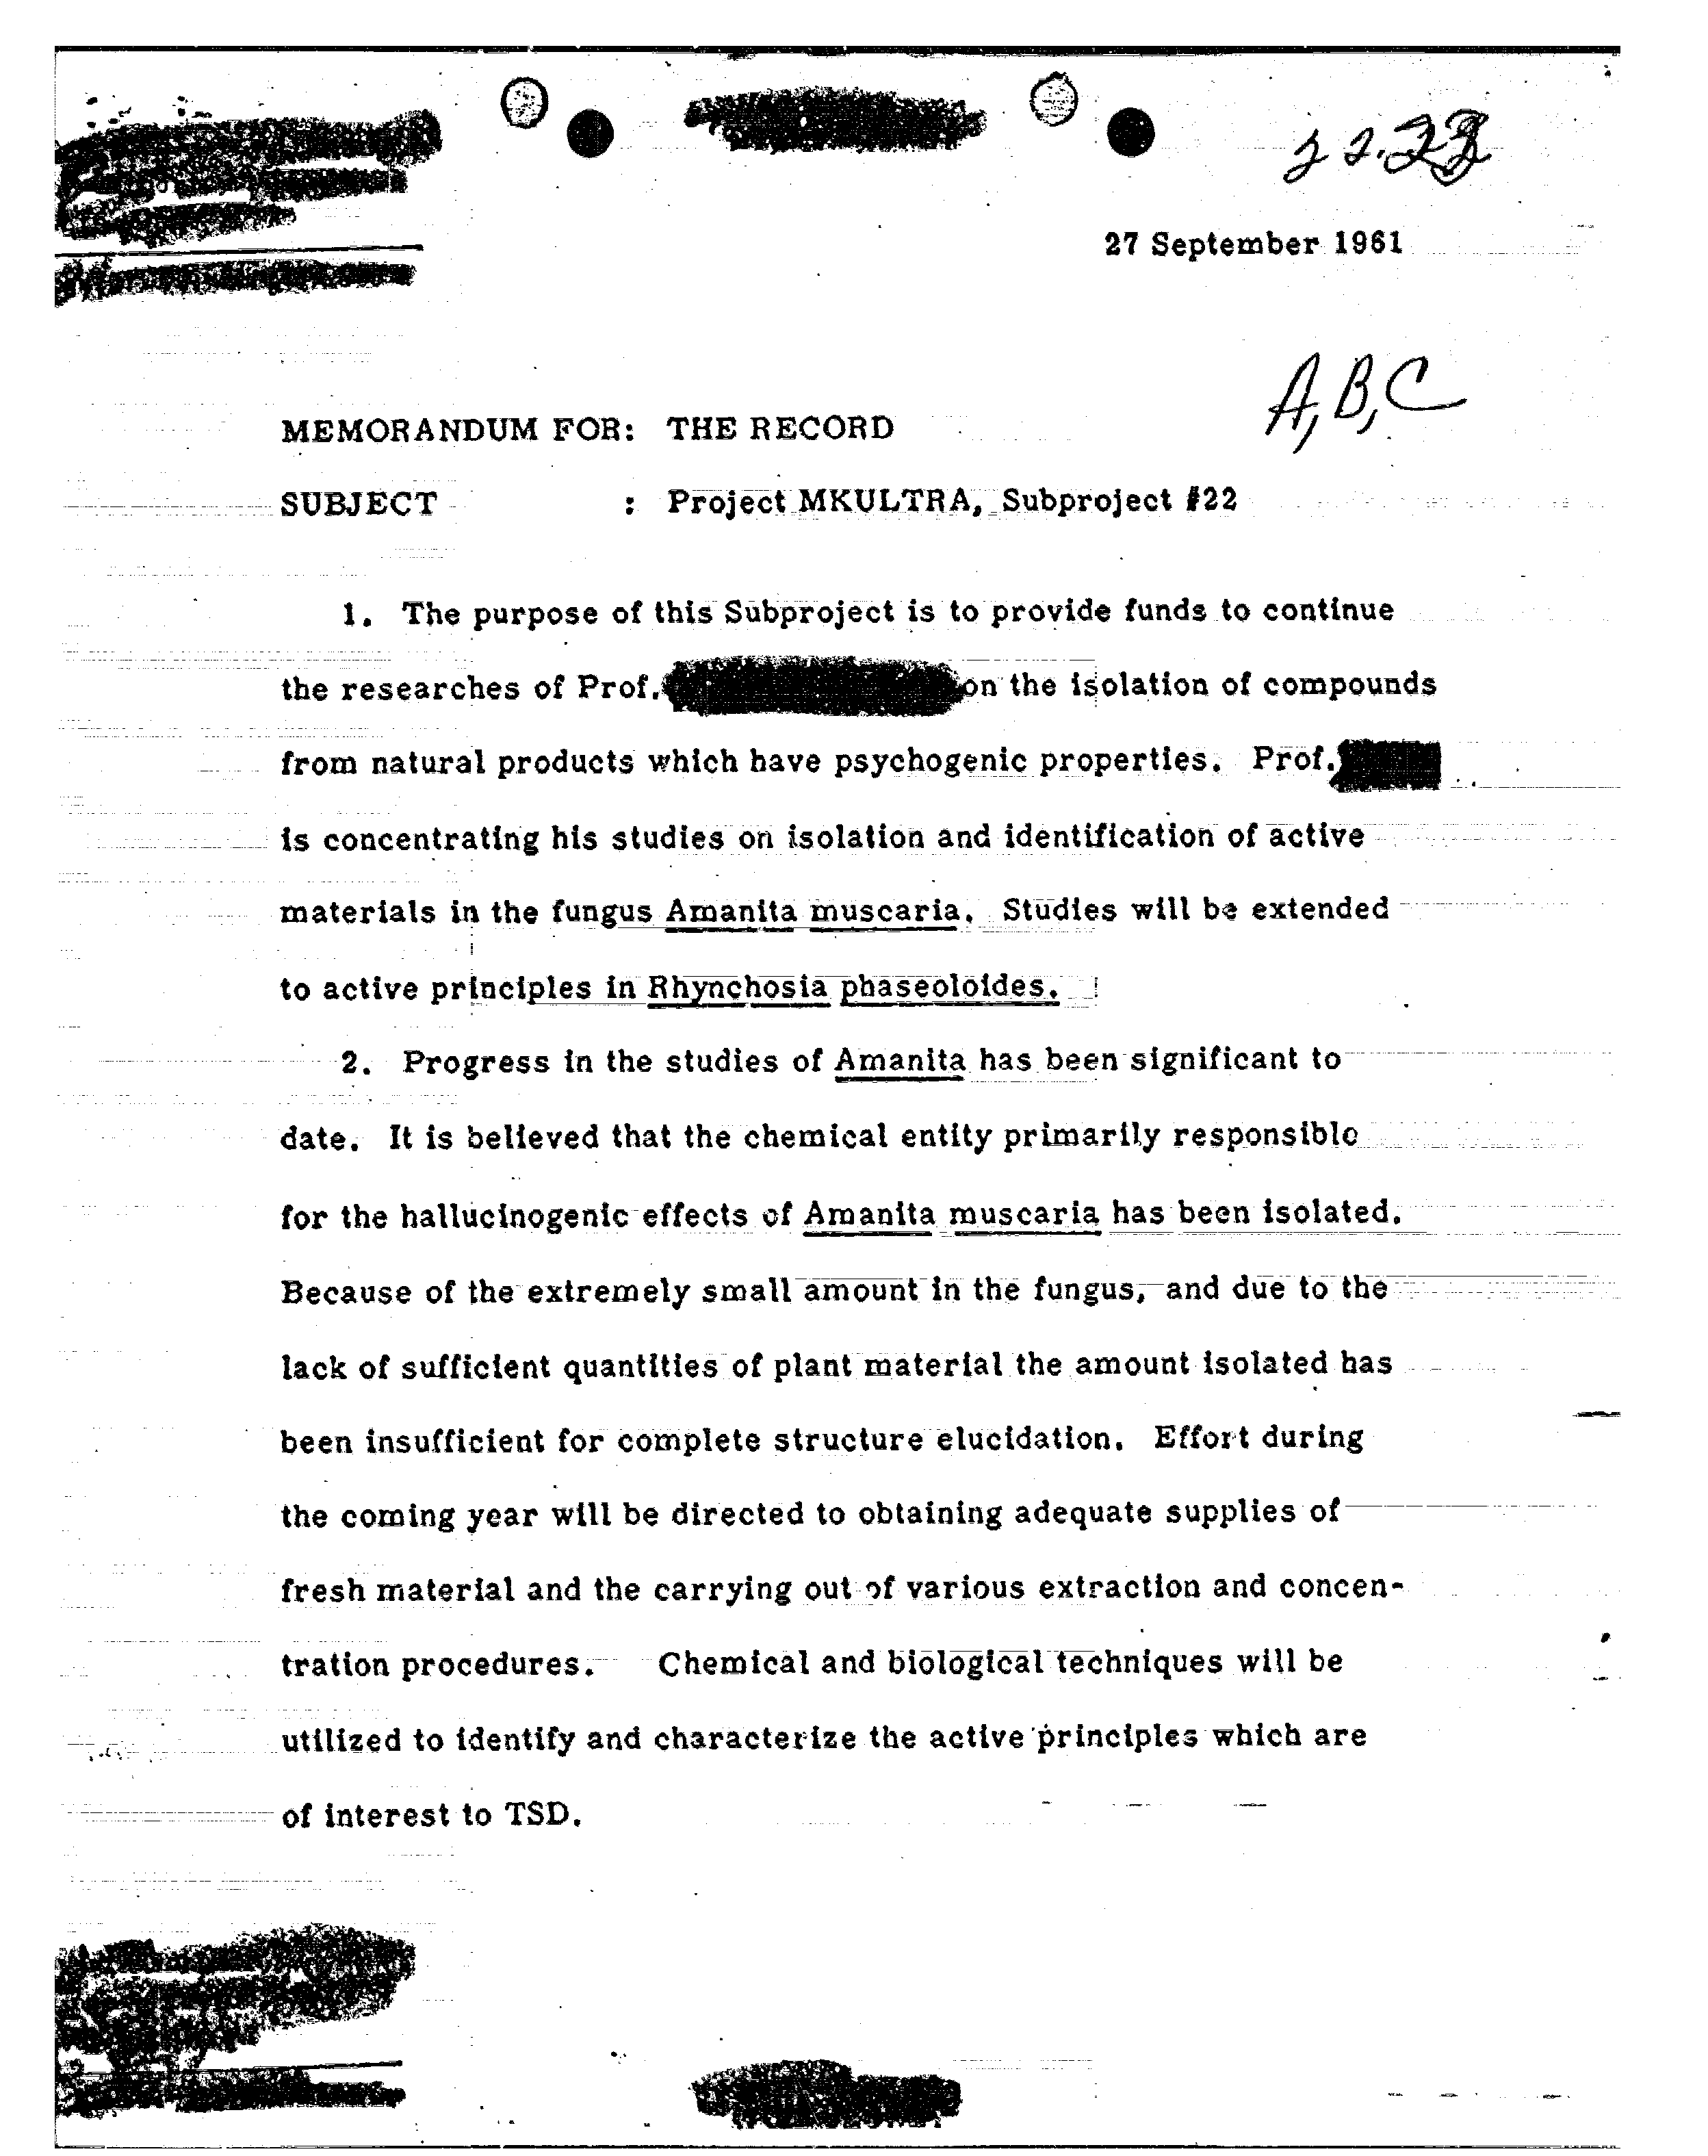 27 September 1961
A, B, C
MEMORANDUM FOR: THE RECORD
SUBJECT : Project MKULTRA, Subproject #22
1. The purpose of this Subproject is to provide funds to continue
the researches of Prof. on the isolation of compounds
from natural products which have psychogenic properties. Prof.
is concentrating his studies on isolation and identification of active
materials in the fungus Amanita muscaria. Studies will be extended
to active principles in Rhynchosia phaseoloides.
2. Progress in the studies of Amanita has been significant to
date. It is believed that the chemical entity primarily responsible
for the hallucinogenic effects of Amanita muscaria has been isolated.
Because of the extremely small amount in the fungus, and due to the
lack of sufficient quantities of plant material the amount isolated has
been insufficient for complete structure elucidation. Effort during
the coming year will be directed to obtaining adequate supplies of
fresh material and the carrying out of various extraction and concen-
tration procedures. Chemical and biological techniques will be
utilized to identify and characterize the active principles which are
of interest to TSD.